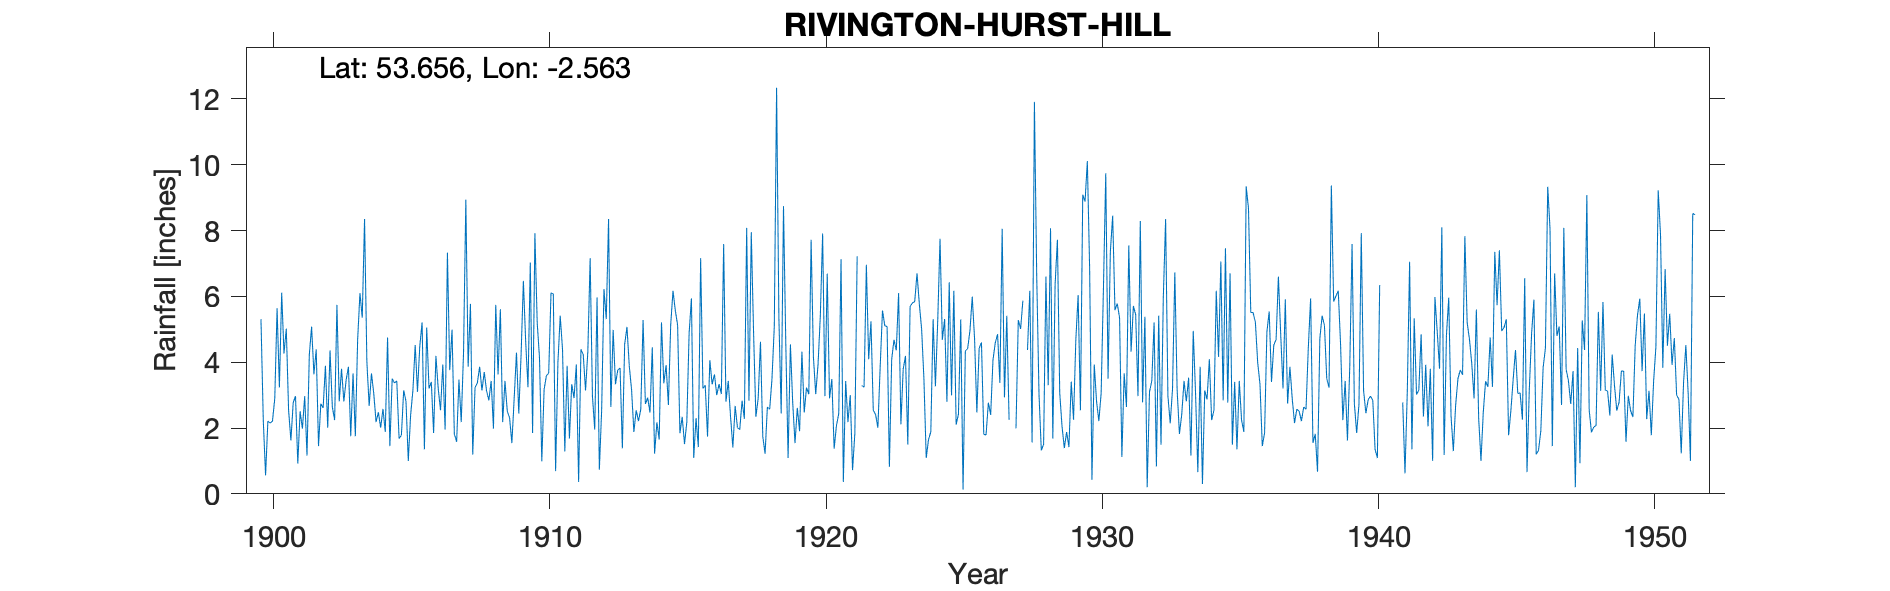 RIVINGTON-HURST-HILL
Lat: 53.656, Lon: -2.563
Rainfall [inches]
12
10
8
6
4
2
0
1900 1910 1920 1930 1940 1950
Year